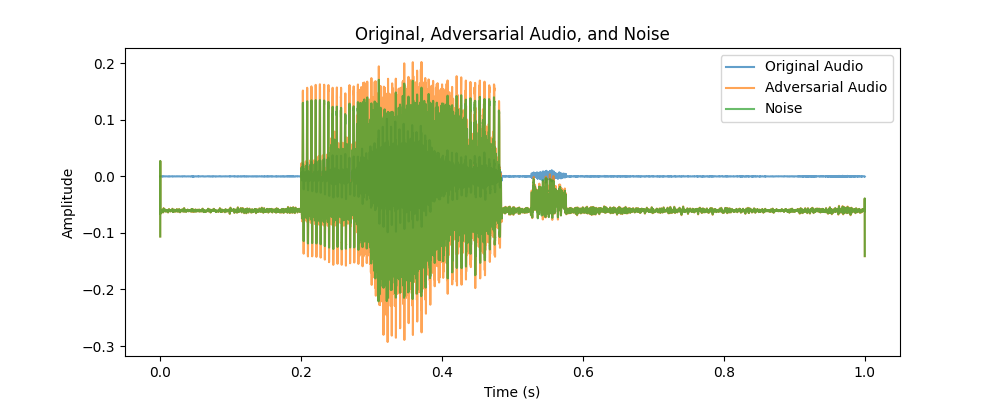 Original, Adversarial Audio, and Noise
Original Audio
Adversarial Audio
Noise
Amplitude
0.2
0.1
0.0
−0.1
−0.2
−0.3
0.0 0.2 0.4 0.6 0.8 1.0
Time (s)